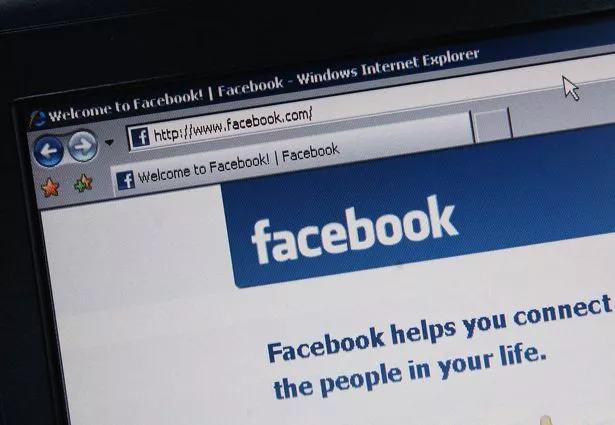 Welcome to Facebook! | Facebook - Windows Internet Explorer
http://www.facebook.com/
Welcome to Facebook! | Facebook
facebook
Facebook helps you connect
the people in your life.